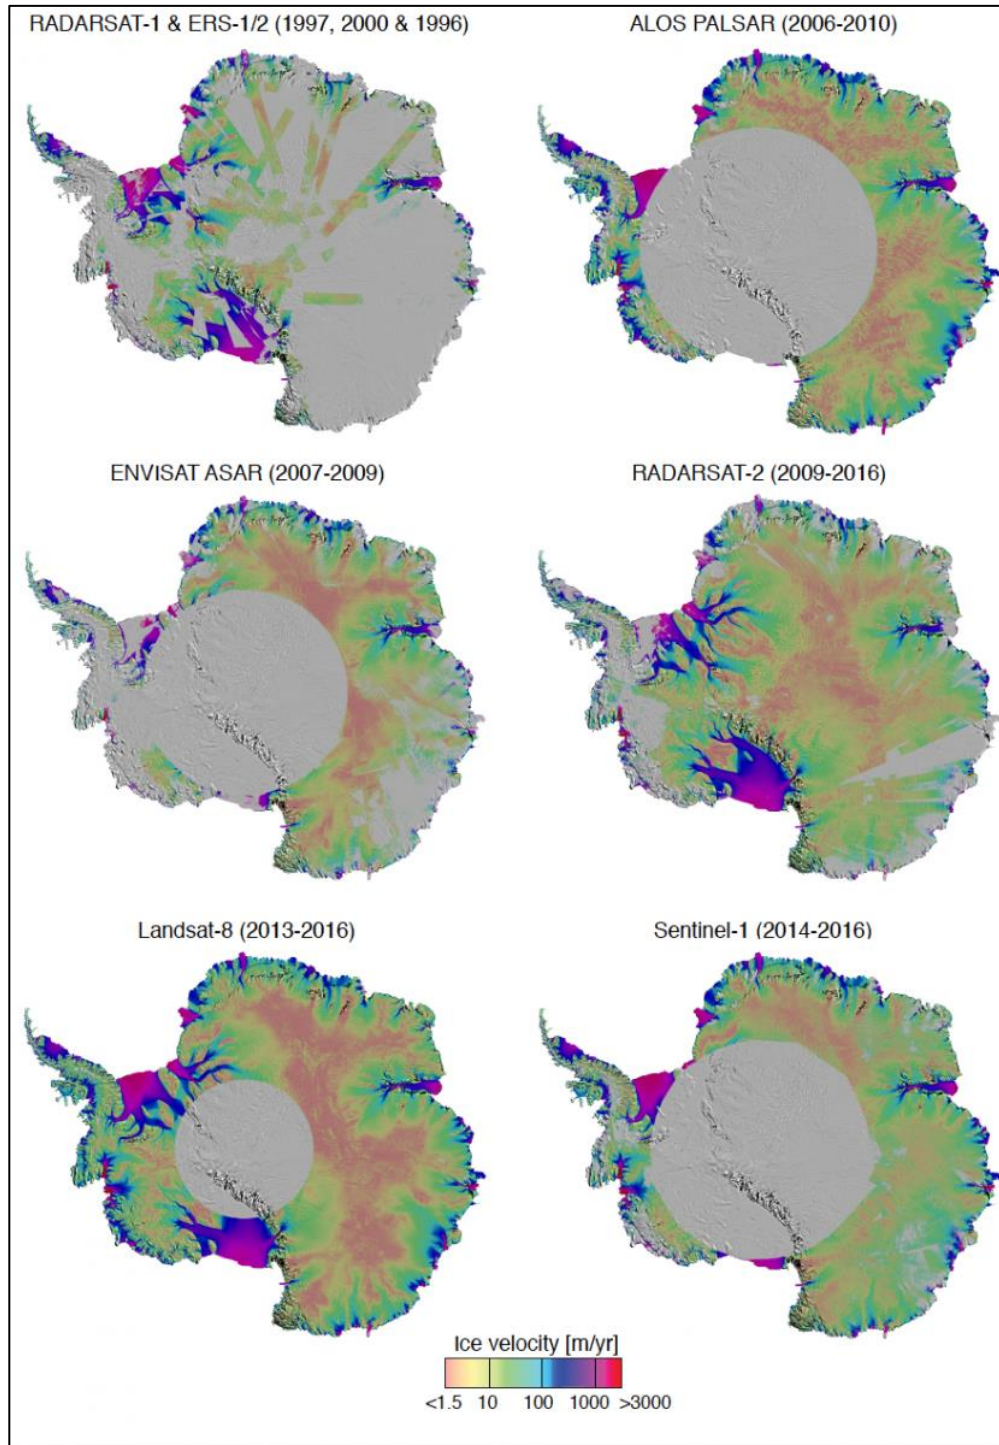 RADARSAT-1 & ERS-1/2 (1997, 2000 & 1996)
ALOS PALSAR (2006-2010)
ENVISAT ASAR (2007-2009)
RADARSAT-2 (2009-2016)
Landsat-8 (2013-2016)
Sentinel-1 (2014-2016)
Ice velocity [m/yr]
<1.5 10 100 1000 >3000